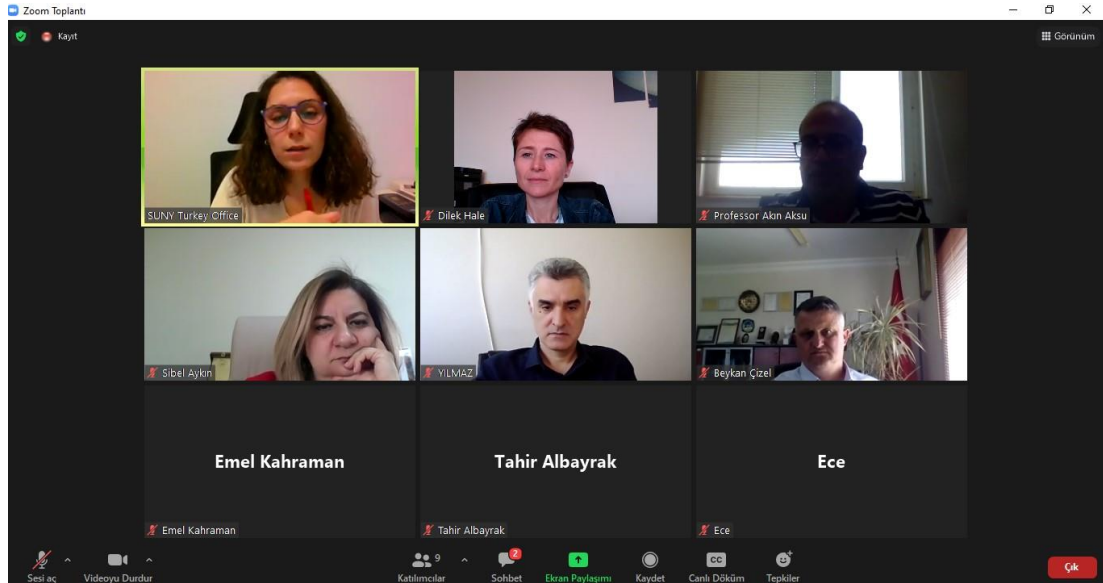 Zoom Toplantı
Kayıt
Görünüm
SUNY Turkey Office
Dilek Hale
Professor Akın Aksu
Sibel Aykın
YILMAZ
Beykan Çizel
Emel Kahraman
Tahir Albayrak
Ece
Emel Kahraman
Tahir Albayrak
Ece
9
2
CC
Sesi aç
Videoyu Durdur
Katılımcılar
Sohbet
Ekran Paylaşımı
Kaydet
Canlı Döküm
Tepkiler
Çık